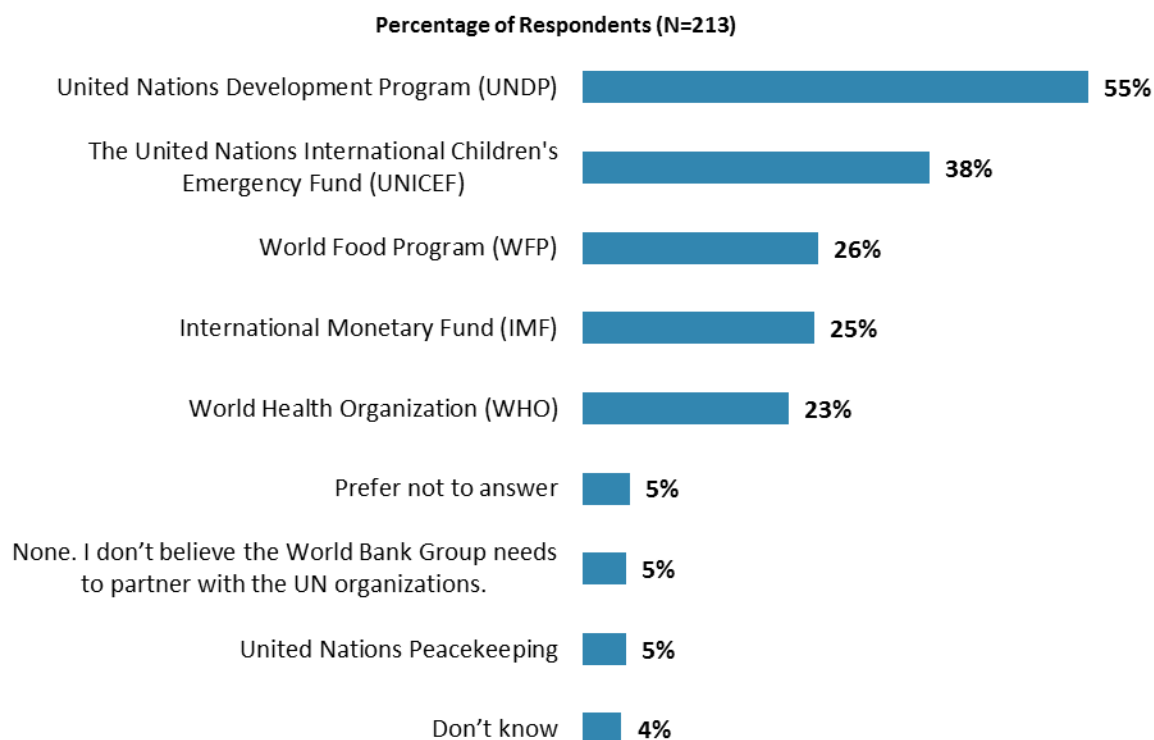 Percentage of Respondents (N=213)
United Nations Development Program (UNDP)
55%
The United Nations International Children's
Emergency Fund (UNICEF)
38%
World Food Program (WFP)
26%
International Monetary Fund (IMF)
25%
World Health Organization (WHO)
23%
Prefer not to answer
5%
None. I don’t believe the World Bank Group needs
to partner with the UN organizations.
5%
United Nations Peacekeeping
5%
Don’t know
4%